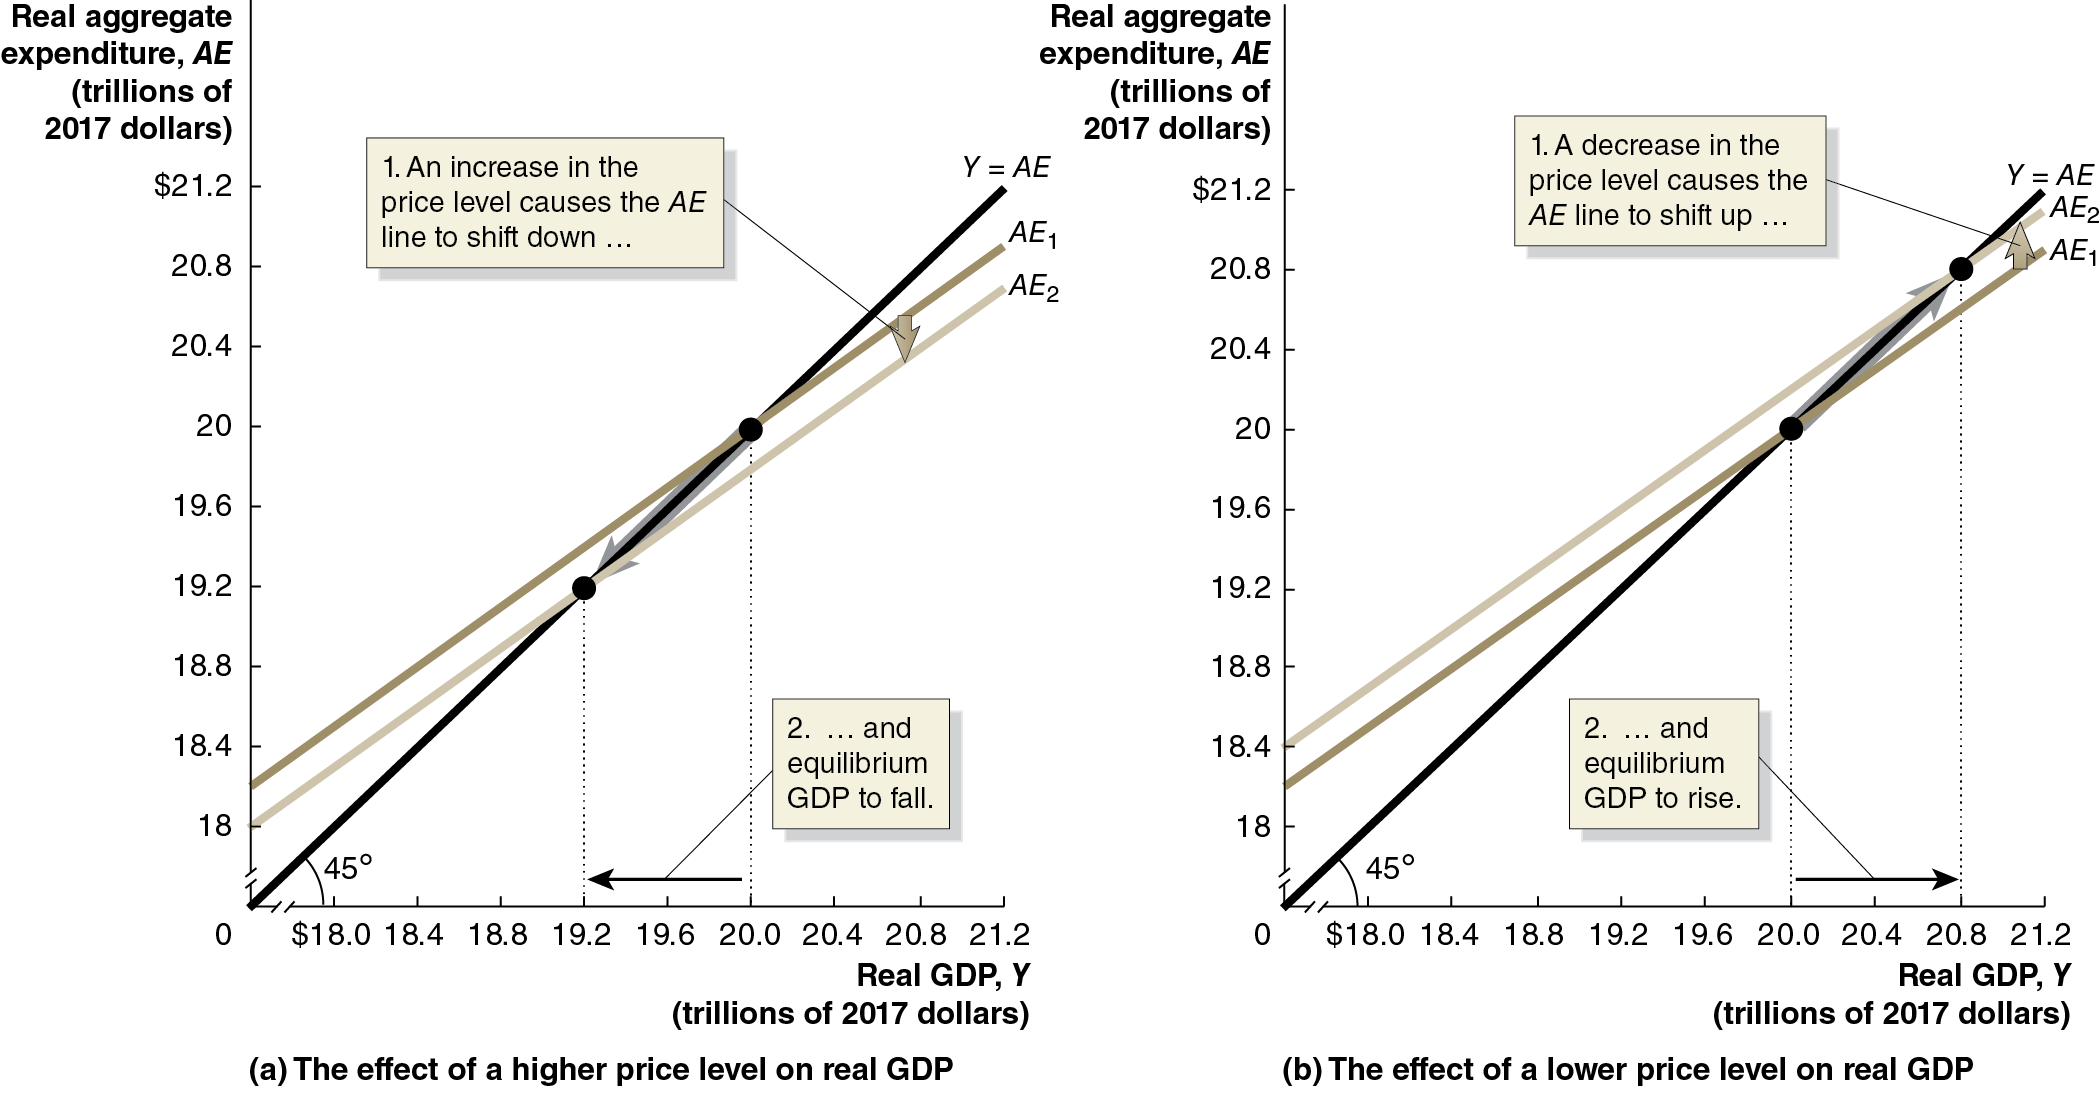 Real aggregate
expenditure, AE
(trillions of
2017 dollars)
$21.2
20.8
20.4
20
19.6
19.2
18.8
18.4
18
0
1. An increase in the
price level causes the AE
line to shift down …
Y = AE
AE1
AE2
2. … and
equilibrium
GDP to fall.
45°
$18.0 18.4 18.8 19.2 19.6 20.0 20.4 20.8 21.2
Real GDP, Y
(trillions of 2017 dollars)
(a) The effect of a higher price level on real GDP
Real aggregate
expenditure, AE
(trillions of
2017 dollars)
$21.2
20.8
20.4
20
19.6
19.2
18.8
18.4
18
0
1. A decrease in the
price level causes the
AE line to shift up …
Y = AE
AE2
AE1
2. … and
equilibrium
GDP to rise.
45°
$18.0 18.4 18.8 19.2 19.6 20.0 20.4 20.8 21.2
Real GDP, Y
(trillions of 2017 dollars)
(b) The effect of a lower price level on real GDP